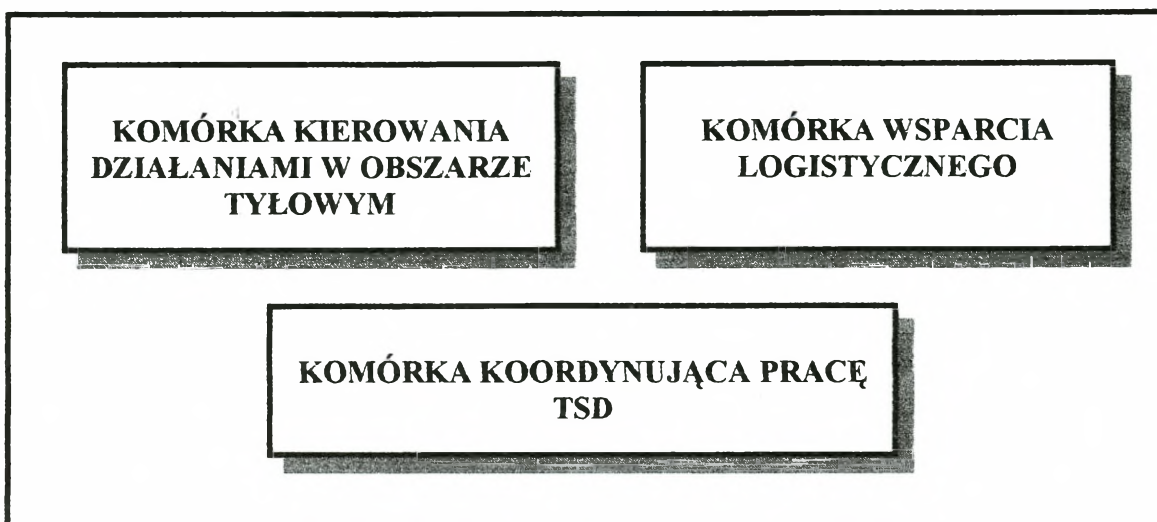 KOMÓRKA KIEROWANIA
DZIAŁANIAMI W OBSZARZE
TYŁOWYM
KOMÓRKA WSPARCIA
LOGISTYCZNEGO
KOMÓRKA KOORDYNUJĄCA PRACĘ
TSD